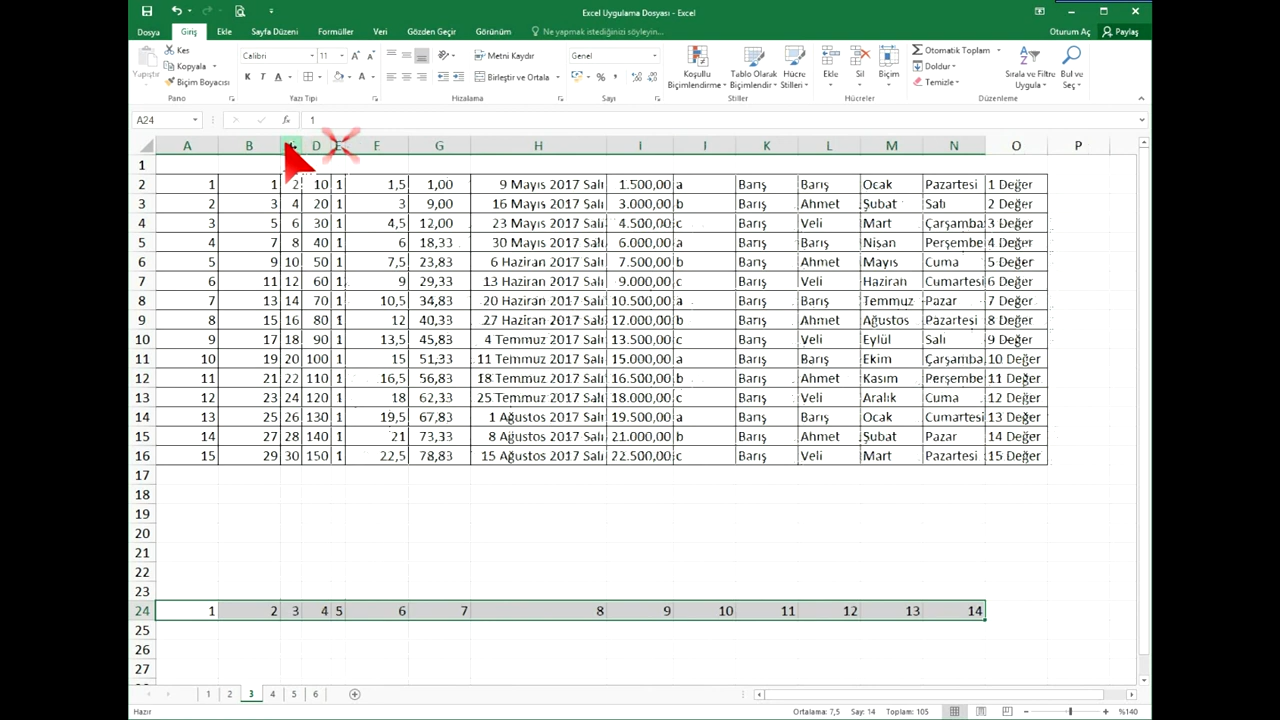 Excel Uygulama Dosyası - Excel
Dosya Giriş Ekle Sayfa Düzeni Formüller Veri Gözden Geçir Görünüm Ne yapmak istediğinizi söyleyin... Oturum Aç Paylaş
Yapıştır Kes Kopyala Biçim Boyacısı Pano
Calibri 11 K T A Yazı Tipi
Metni Kaydır Birleştir ve Ortala Hizalama
Genel Sayı
Koşullu Biçimlendirme Tablo Olarak Biçimlendir Hücre Stilleri Stiller
Ekle Sil Biçim Hücreler
Otomatik Toplam Doldur Temizle Sırala ve Filtre Uygula Bul ve Seç Düzenleme
A24 fx 1
A B D E F G H I J K L M N O P
1
2 1 1 2 10 1 1,5 1,00 9 Mayıs 2017 Salı 1.500,00 a Barış Barış Ocak Pazartesi 1 Değer
3 2 3 4 20 1 3 9,00 16 Mayıs 2017 Salı 3.000,00 b Barış Ahmet Şubat Salı 2 Değer
4 3 5 6 30 1 4,5 12,00 23 Mayıs 2017 Salı 4.500,00 c Barış Veli Mart Çarşamba 3 Değer
5 4 7 8 40 1 6 18,33 30 Mayıs 2017 Salı 6.000,00 a Barış Barış Nisan Perşembe 4 Değer
6 5 9 10 50 1 7,5 23,83 6 Haziran 2017 Salı 7.500,00 b Barış Ahmet Mayıs Cuma 5 Değer
7 6 11 12 60 1 9 29,33 13 Haziran 2017 Salı 9.000,00 c Barış Veli Haziran Cumartesi 6 Değer
8 7 13 14 70 1 10,5 34,83 20 Haziran 2017 Salı 10.500,00 a Barış Barış Temmuz Pazar 7 Değer
9 8 15 16 80 1 12 40,33 27 Haziran 2017 Salı 12.000,00 b Barış Ahmet Ağustos Pazartesi 8 Değer
10 9 17 18 90 1 13,5 45,83 4 Temmuz 2017 Salı 13.500,00 c Barış Veli Eylül Salı 9 Değer
11 10 19 20 100 1 15 51,33 11 Temmuz 2017 Salı 15.000,00 a Barış Barış Ekim Çarşamba 10 Değer
12 11 21 22 110 1 16,5 56,83 18 Temmuz 2017 Salı 16.500,00 b Barış Ahmet Kasım Perşembe 11 Değer
13 12 23 24 120 1 18 62,33 25 Temmuz 2017 Salı 18.000,00 c Barış Veli Aralık Cuma 12 Değer
14 13 25 26 130 1 19,5 67,83 1 Ağustos 2017 Salı 19.500,00 a Barış Barış Ocak Cumartesi 13 Değer
15 14 27 28 140 1 21 73,33 8 Ağustos 2017 Salı 21.000,00 b Barış Ahmet Şubat Pazar 14 Değer
16 15 29 30 150 1 22,5 78,83 15 Ağustos 2017 Salı 22.500,00 c Barış Veli Mart Pazartesi 15 Değer
17
18
19
20
21
22
23
24 1 2 3 4 5 6 7 8 9 10 11 12 13 14
25
26
27
1 2 3 4 5 6
Hazır Ortalama: 7,5 Say: 14 Toplam: 105 %140